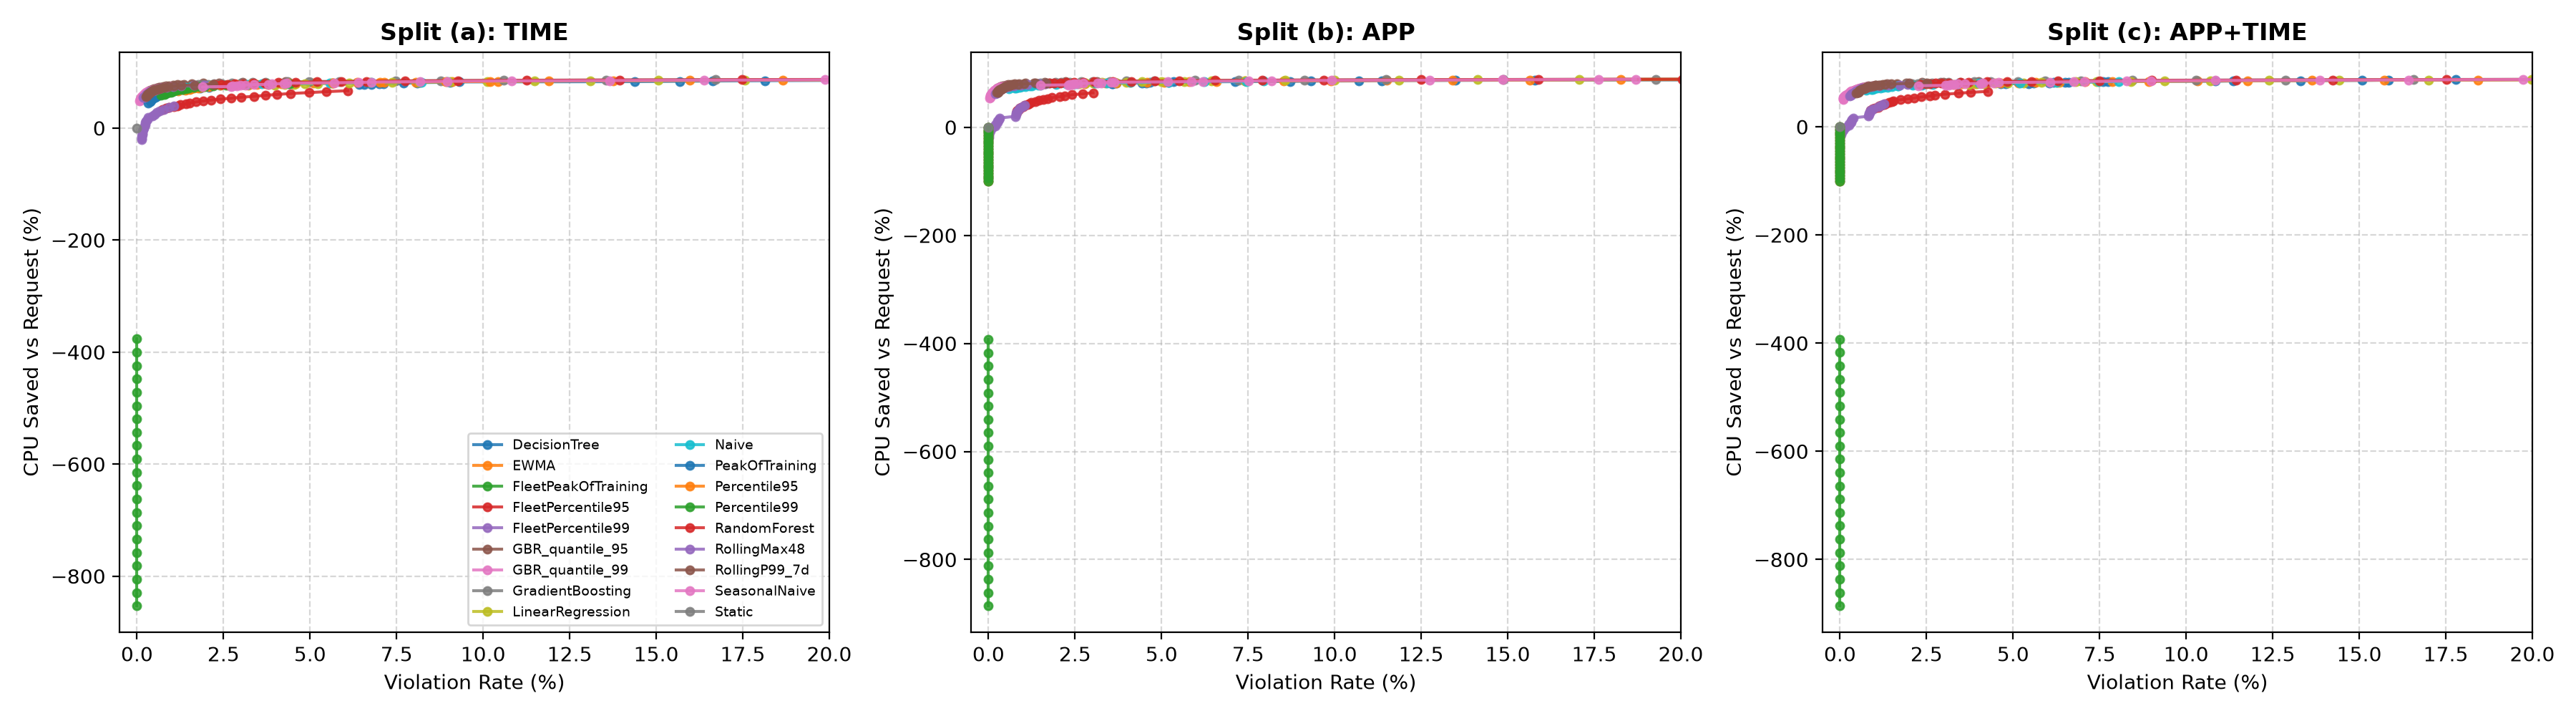 Split (a): TIME
CPU Saved vs Request (%)
0
−200
−400
−600
−800
0.0 2.5 5.0 7.5 10.0 12.5 15.0 17.5 20.0
Violation Rate (%)
DecisionTree
EWMA
FleetPeakOfTraining
FleetPercentile95
FleetPercentile99
GBR_quantile_95
GBR_quantile_99
GradientBoosting
LinearRegression
Naive
PeakOfTraining
Percentile95
Percentile99
RandomForest
RollingMax48
RollingP99_7d
SeasonalNaive
Static
Split (b): APP
CPU Saved vs Request (%)
0
−200
−400
−600
−800
0.0 2.5 5.0 7.5 10.0 12.5 15.0 17.5 20.0
Violation Rate (%)
Split (c): APP+TIME
CPU Saved vs Request (%)
0
−200
−400
−600
−800
0.0 2.5 5.0 7.5 10.0 12.5 15.0 17.5 20.0
Violation Rate (%)